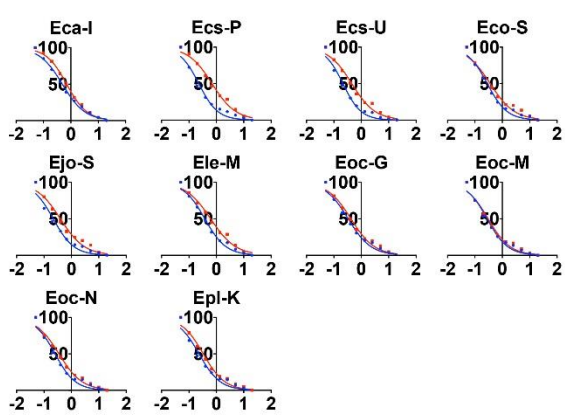 Eca-I Ecs-P Ecs-U Eco-S
100 100 100 100
50 50 50 50
-2 -1 0 1 2 -2 -1 0 1 2 -2 -1 0 1 2 -2 -1 0 1 2
Ejo-S Ele-M Eoc-G Eoc-M
100 100 100 100
50 50 50 50
-2 -1 0 1 2 -2 -1 0 1 2 -2 -1 0 1 2 -2 -1 0 1 2
Eoc-N Epl-K
100 100
50 50
-2 -1 0 1 2 -2 -1 0 1 2